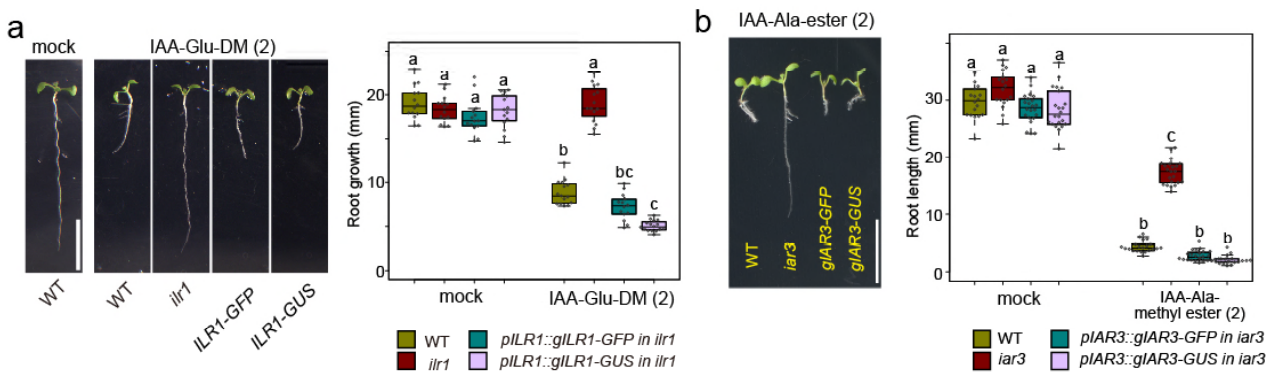 a
mock
IAA-Glu-DM (2)
WT
WT
ilr1
ILR1-GFP
ILR1-GUS
Root growth (mm)
20
10
0
a
a
a
a
b
a
bc
c
mock
IAA-Glu-DM (2)
WT
pILR1::gILR1-GFP in ilr1
ilr1
pILR1::gILR1-GUS in ilr1
b
IAA-Ala-ester (2)
WT
iar3
gIAR3-GFP
gIAR3-GUS
Root length (mm)
30
20
10
0
a
a
a
a
b
c
b
b
mock
IAA-Ala-
methyl ester (2)
WT
pIAR3::gIAR3-GFP in iar3
iar3
pIAR3::gIAR3-GUS in iar3